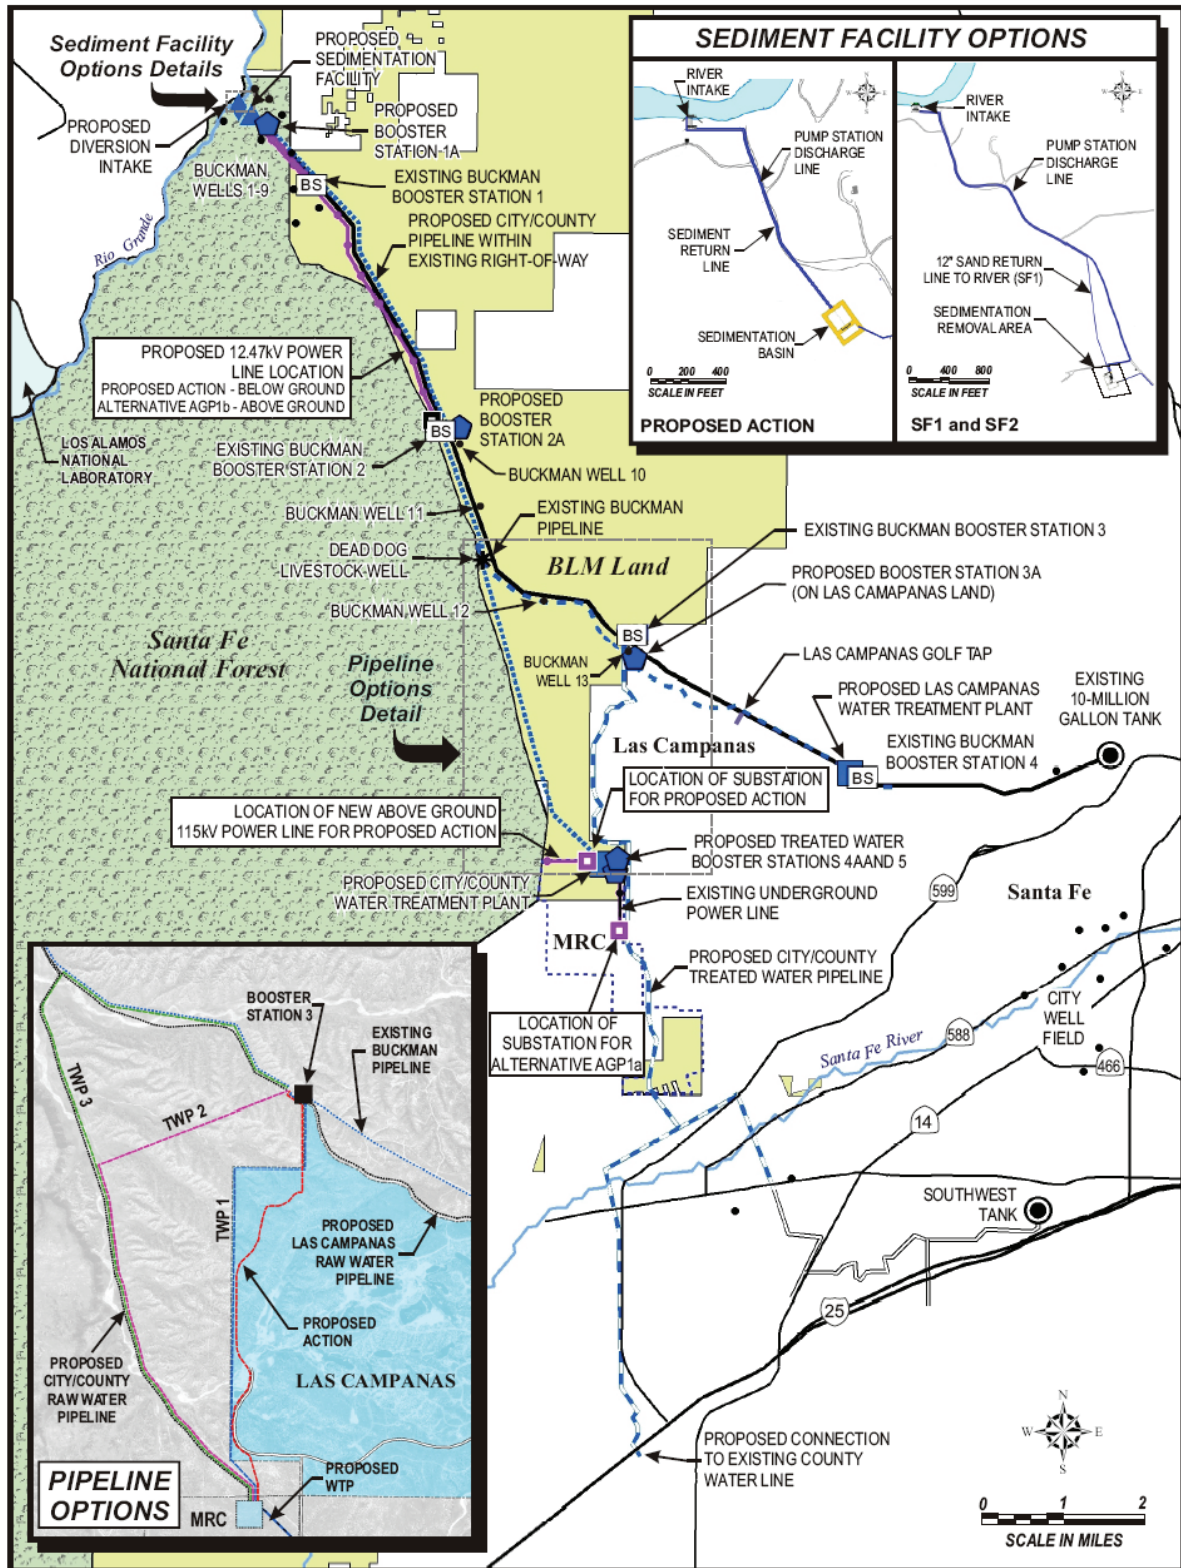 Sediment Facility
Options Details
PROPOSED
SEDIMENTATION
FACILITY
PROPOSED
DIVERSION
INTAKE
PROPOSED
BOOSTER
STATION-1A
BUCKMAN
WELLS 1-9
BS
EXISTING BUCKMAN
BOOSTER STATION 1
PROPOSED CITY/COUNTY
PIPELINE WITHIN
EXISTING RIGHT-OF-WAY
Rio Grande
PROPOSED 12.47kV POWER
LINE LOCATION
PROPOSED ACTION - BELOW GROUND
ALTERNATIVE AGP1b - ABOVE GROUND
LOS ALAMOS
NATIONAL
LABORATORY
PROPOSED
BOOSTER
STATION 2A
BS
EXISTING BUCKMAN
BOOSTER STATION 2
BUCKMAN WELL 10
BUCKMAN WELL 11
EXISTING BUCKMAN
PIPELINE
DEAD DOG
LIVESTOCK WELL
BLM Land
BUCKMAN WELL 12
EXISTING BUCKMAN BOOSTER STATION 3
PROPOSED BOOSTER STATION 3A
(ON LAS CAMAPANAS LAND)
BS
BUCKMAN
WELL 13
Santa Fe
National Forest
Pipeline
Options
Detail
LAS CAMPANAS GOLF TAP
PROPOSED LAS CAMPANAS
WATER TREATMENT PLANT
EXISTING
10-MILLION
GALLON TANK
EXISTING BUCKMAN
BOOSTER STATION 4
BS
Las Campanas
LOCATION OF SUBSTATION
FOR PROPOSED ACTION
LOCATION OF NEW ABOVE GROUND
115kV POWER LINE FOR PROPOSED ACTION
PROPOSED TREATED WATER
BOOSTER STATIONS 4AAND 5
PROPOSED CITY/COUNTY
WATER TREATMENT PLANT
EXISTING UNDERGROUND
POWER LINE
MRC
PROPOSED CITY/COUNTY
TREATED WATER PIPELINE
LOCATION OF
SUBSTATION FOR
ALTERNATIVE AGP1a
599
Santa Fe
CITY
WELL
FIELD
Santa Fe River
588
466
14
SOUTHWEST
TANK
25
PROPOSED CONNECTION
TO EXISTING COUNTY
WATER LINE
N
W
E
S
0 1 2
SCALE IN MILES
SEDIMENT FACILITY OPTIONS
RIVER
INTAKE
N
W
E
S
PUMP STATION
DISCHARGE
LINE
SEDIMENT
RETURN
LINE
SEDIMENTATION
BASIN
0 200 400
SCALE IN FEET
PROPOSED ACTION
RIVER
INTAKE
N
W
E
S
PUMP STATION
DISCHARGE
LINE
12" SAND RETURN
LINE TO RIVER (SF1)
SEDIMENTATION
REMOVAL AREA
0 400 800
SCALE IN FEET
SF1 and SF2
BOOSTER
STATION 3
EXISTING
BUCKMAN
PIPELINE
TWP 3
TWP 2
TWP 1
PROPOSED
LAS CAMPANAS
RAW WATER
PIPELINE
PROPOSED
ACTION
PROPOSED
CITY/COUNTY
RAW WATER
PIPELINE
LAS CAMPANAS
PROPOSED
WTP
MRC
PIPELINE
OPTIONS